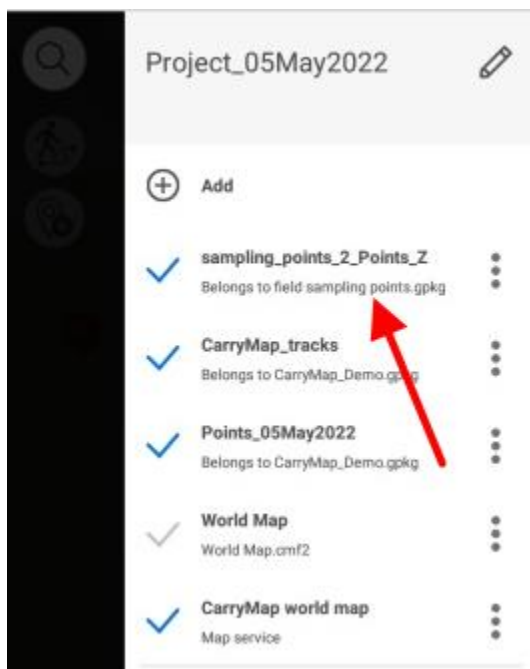 Project_05May2022
Add
sampling_points_2_Points_Z
Belongs to field sampling points.gpkg
CarryMap_tracks
Belongs to CarryMap_Demo.gpkg
Points_05May2022
Belongs to CarryMap_Demo.gpkg
World Map
World Map.cmf2
CarryMap world map
Map service